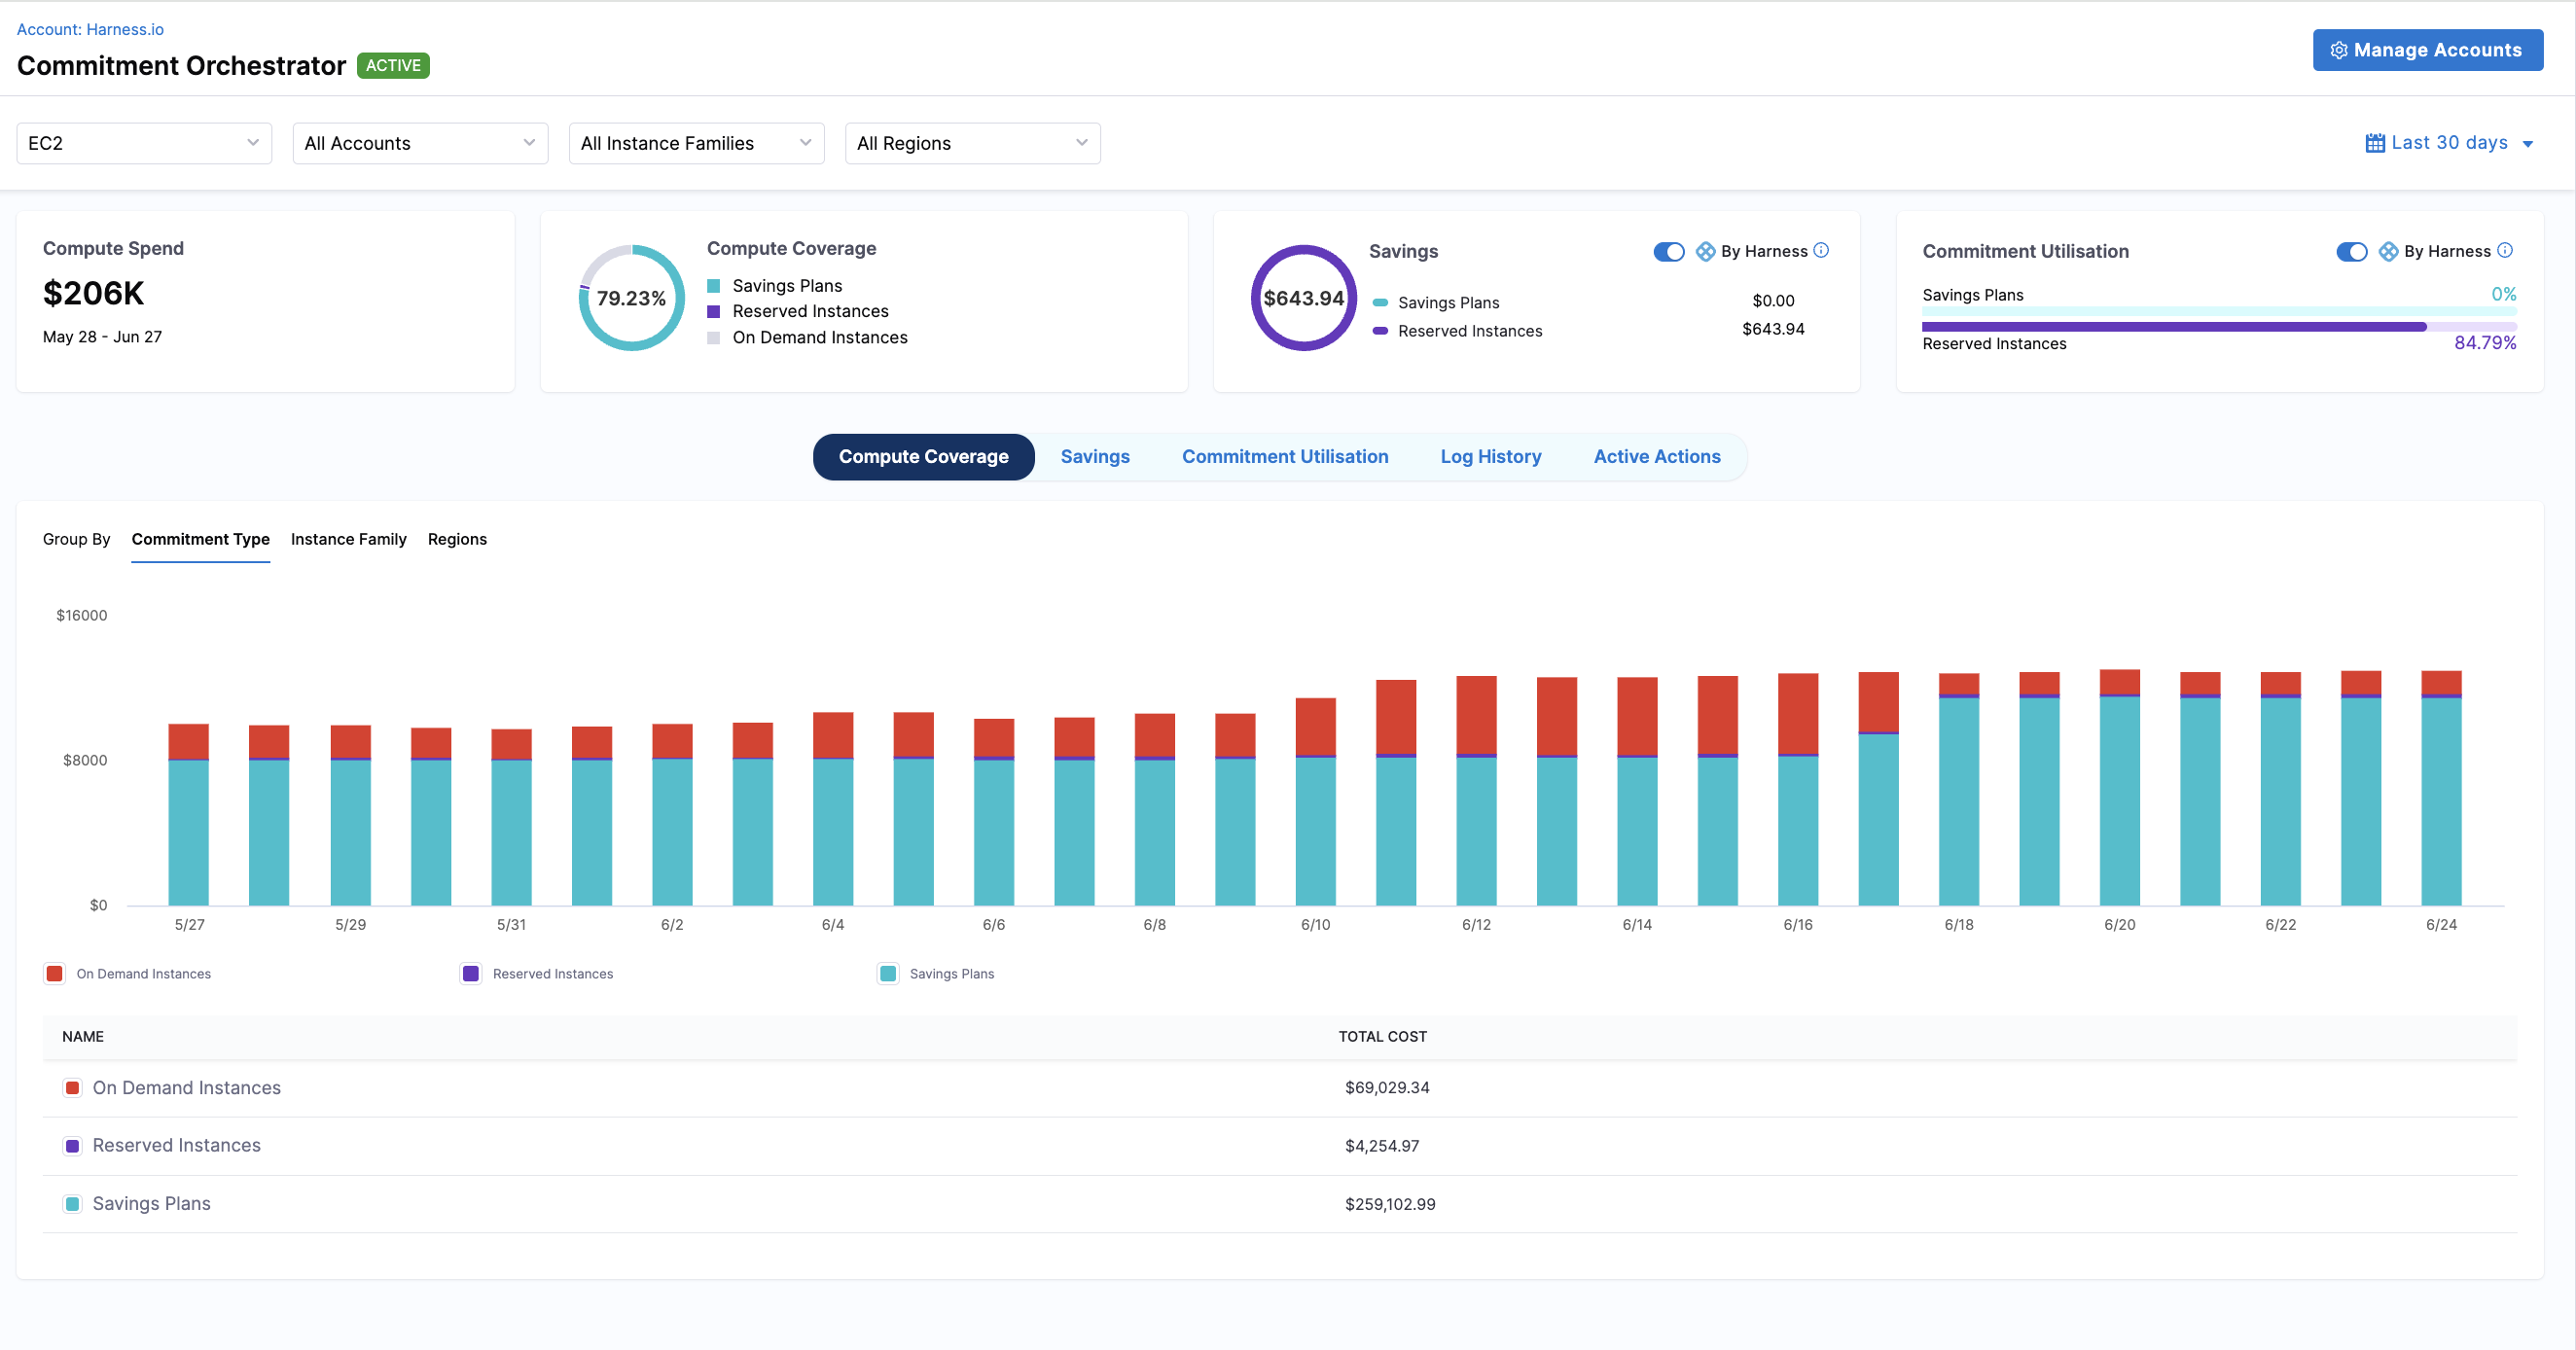 Account: Harness.io
Commitment Orchestrator ACTIVE
Manage Accounts
EC2 All Accounts All Instance Families All Regions
Last 30 days
Compute Spend
$206K
May 28 - Jun 27
79.23%
Compute Coverage
Savings Plans
Reserved Instances
On Demand Instances
$643.94
Savings
By Harness
Savings Plans $0.00
Reserved Instances $643.94
Commitment Utilisation
By Harness
Savings Plans 0%
Reserved Instances 84.79%
Compute Coverage Savings Commitment Utilisation Log History Active Actions
Group By Commitment Type Instance Family Regions
$16000
$8000
$0
5/27 5/29 5/31 6/2 6/4 6/6 6/8 6/10 6/12 6/14 6/16 6/18 6/20 6/22 6/24
On Demand Instances Reserved Instances Savings Plans
NAME TOTAL COST
On Demand Instances $69,029.34
Reserved Instances $4,254.97
Savings Plans $259,102.99